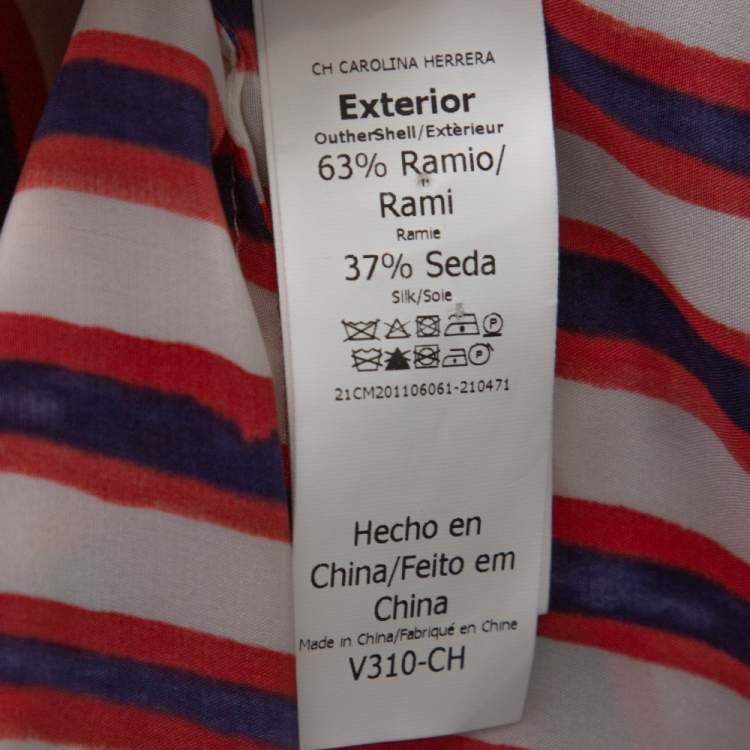 CH CAROLINA HERRERA
Exterior
OutherShell/Extèrieur
63% Ramio/
Rami
Ramie
37% Seda
Silk/Soie
P
P
21CM201106061-210471
Hecho en
China/Feito em
China
Made in China/Fabriqué en Chine
V310-CH